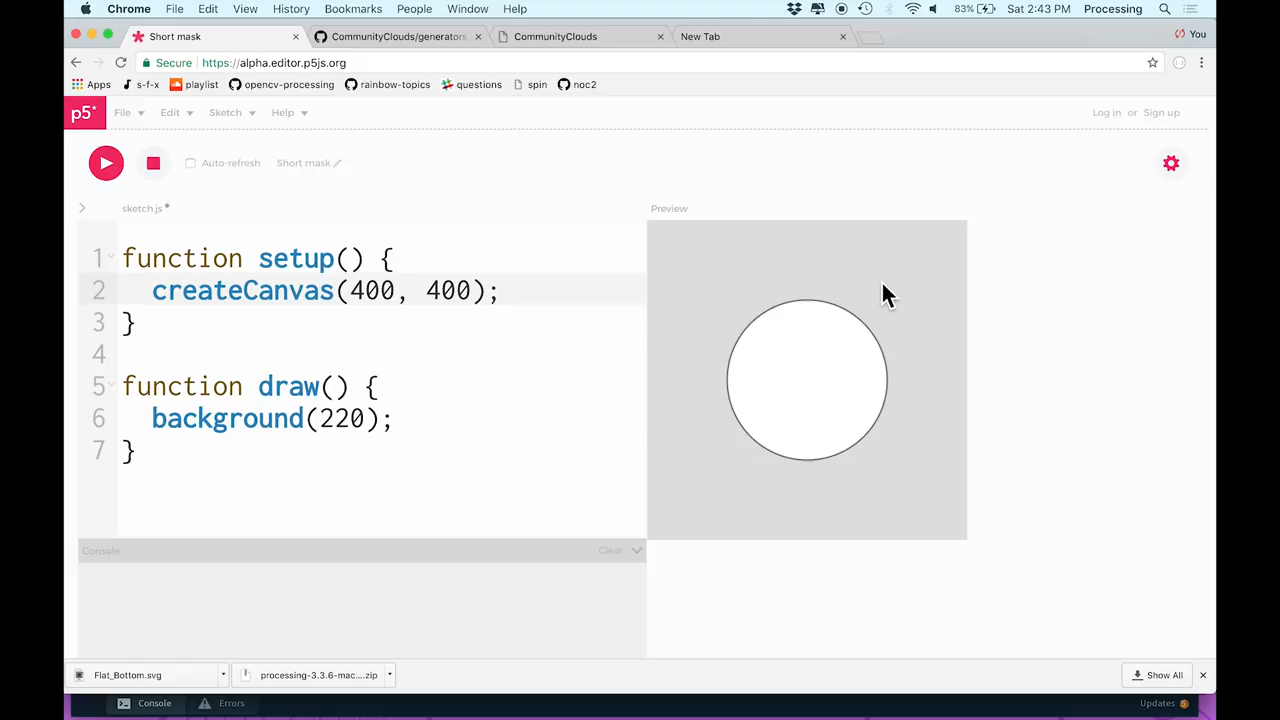 Chrome File Edit View History Bookmarks People Window Help 83% Sat 2:43 PM Processing
Short mask CommunityClouds/generators CommunityClouds New Tab You
Secure https://alpha.editor.p5js.org
Apps s-f-x playlist opencv-processing rainbow-topics questions spin noc2
p5* File Edit Sketch Help Log in or Sign up
Auto-refresh Short mask
sketch.js Preview
1 function setup() {
2 createCanvas(400, 400);
3 }
4
5 function draw() {
6 background(220);
7 }
Console Clear
Flat_Bottom.svg processing-3.3.6-mac....zip Show All
Console Errors Updates